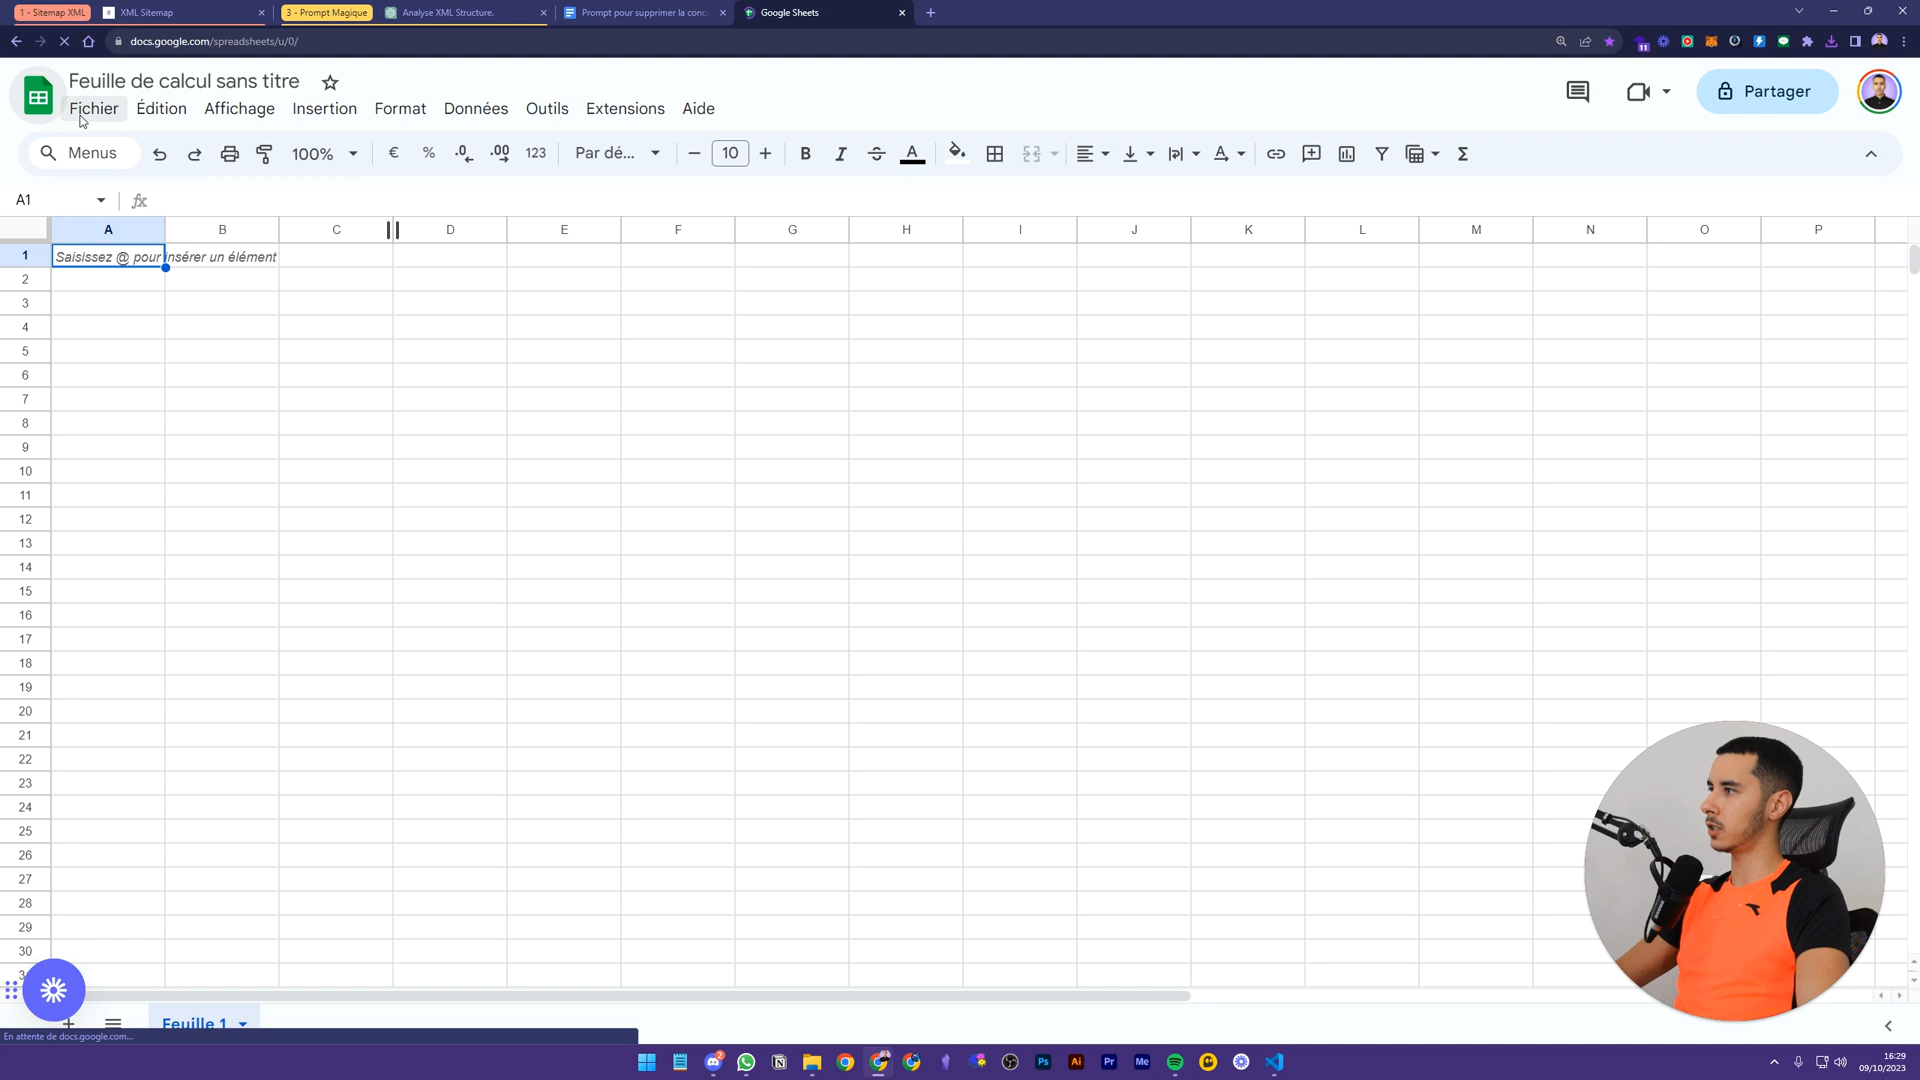 1 - Sitemap XML
XML Sitemap
3 - Prompt Magique
Analyse XML Structure.
Prompt pour supprimer la conc
Google Sheets
docs.google.com/spreadsheets/u/0/
11
Feuille de calcul sans titre
Fichier Édition Affichage Insertion Format Données Outils Extensions Aide
Partager
Menus 100% € % .0 .00 123 Par dé... 10 B I A
A1 fx
A B C D E F G H I J K L M N O P
1 Saisissez @ pour insérer un élément
2
3
4
5
6
7
8
9
10
11
12
13
14
15
16
17
18
19
20
21
22
23
24
25
26
27
28
29
30
Feuille 1
En attente de docs.google.com...
2
Ps Ai Pr Me
16:29
09/10/2023